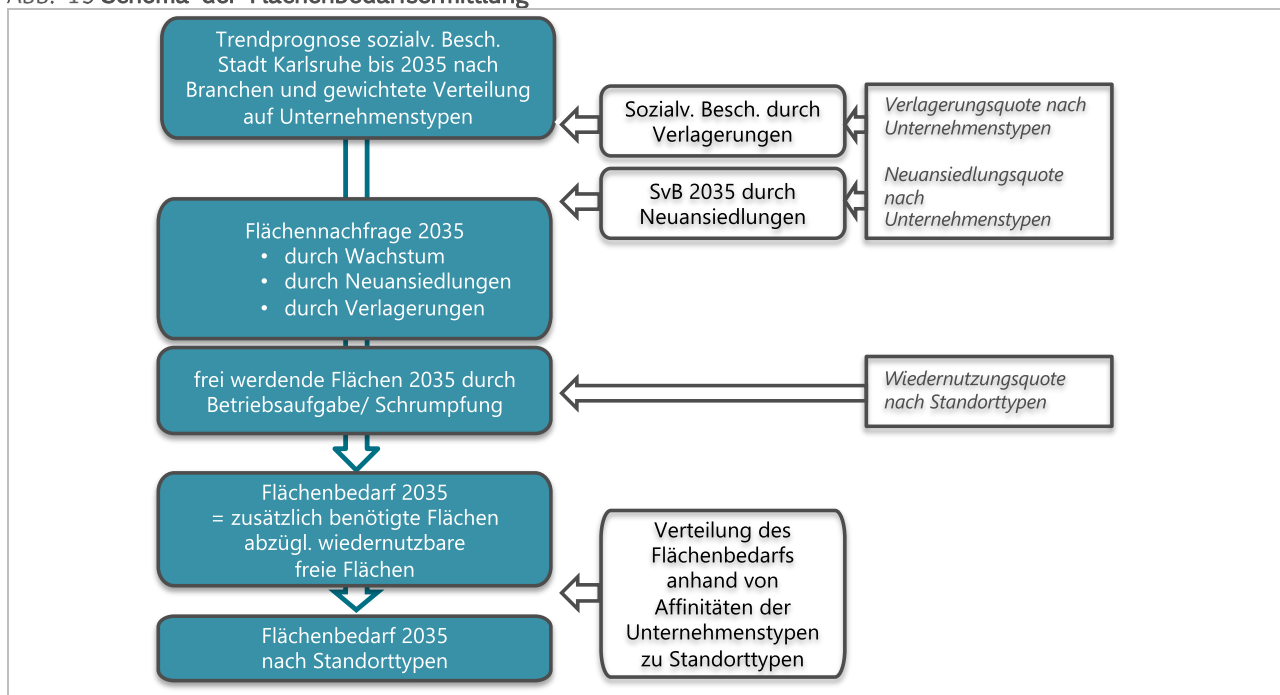 Schema der Flächenbedarfsermittlung
Trendprognose sozialv. Besch.
Stadt Karlsruhe bis 2035 nach
Branchen und gewichtete Verteilung
auf Unternehmenstypen
Sozialv. Besch. durch
Verlagerungen
Verlagerungsquote nach
Unternehmenstypen
SvB 2035 durch
Neuansiedlungen
Neuansiedlungsquote
nach
Unternehmenstypen
Flächennachfrage 2035
• durch Wachstum
• durch Neuansiedlungen
• durch Verlagerungen
frei werdende Flächen 2035 durch
Betriebsaufgabe/ Schrumpfung
Wiedernutzungsquote
nach Standorttypen
Flächenbedarf 2035
= zusätzlich benötigte Flächen
abzügl. wiedernutzbare
freie Flächen
Verteilung des
Flächenbedarfs
anhand von
Affinitäten der
Unternehmenstypen
zu Standorttypen
Flächenbedarf 2035
nach Standorttypen